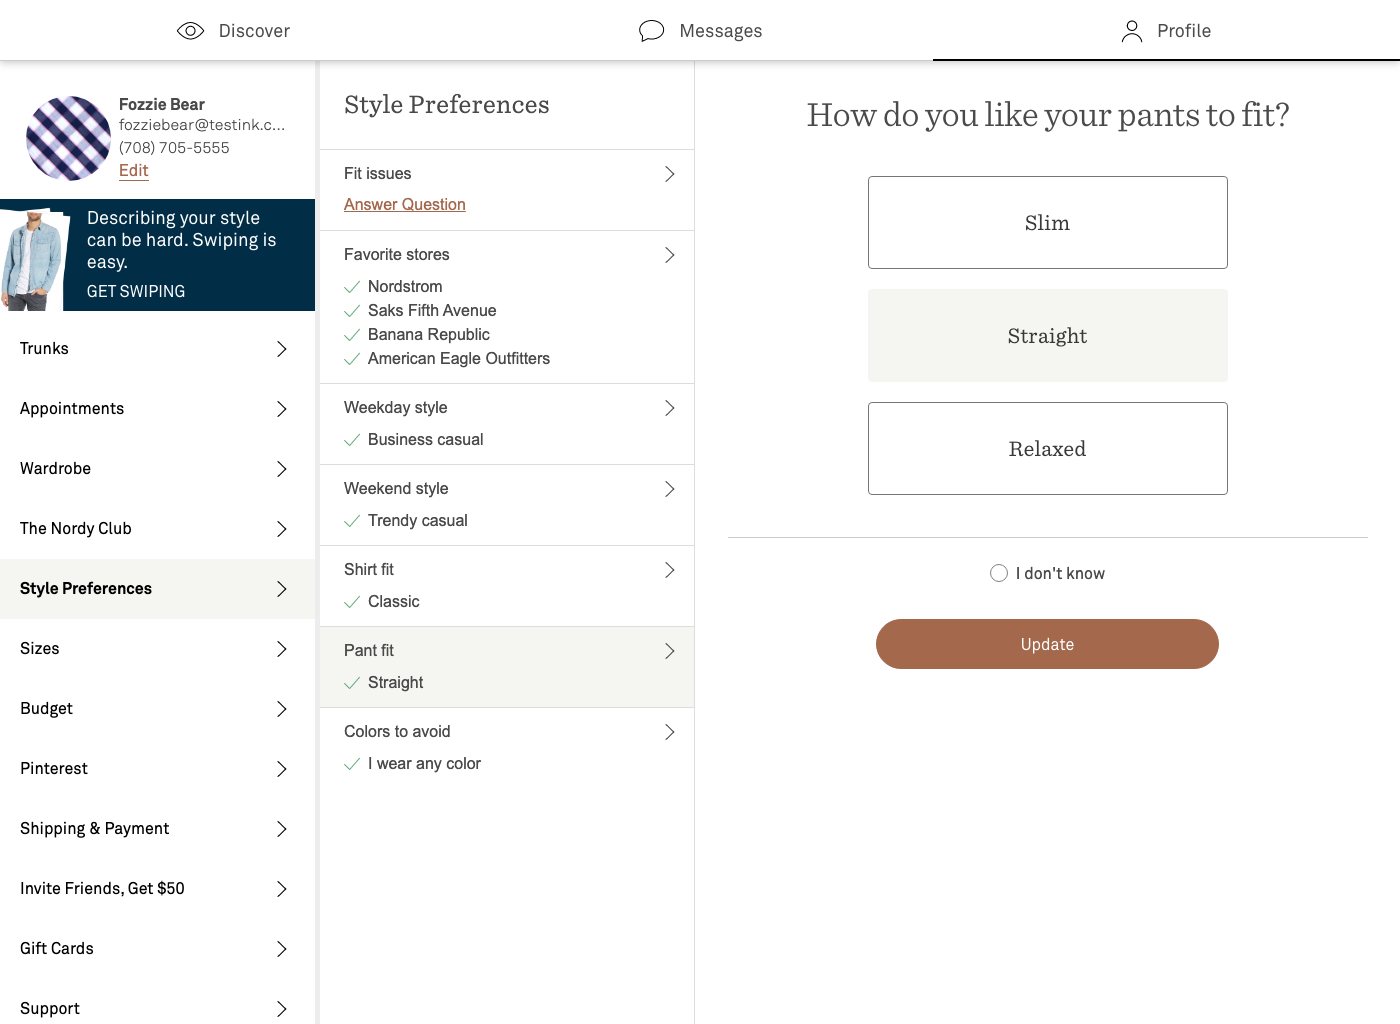 Discover
Messages
Profile
Fozzie Bear
fozziebear@testink.c...
(708) 705-5555
Edit
Describing your style
can be hard. Swiping is
easy.
GET SWIPING
Trunks
Appointments
Wardrobe
The Nordy Club
Style Preferences
Sizes
Budget
Pinterest
Shipping & Payment
Invite Friends, Get $50
Gift Cards
Support
Style Preferences
Fit issues
Answer Question
Favorite stores
Nordstrom
Saks Fifth Avenue
Banana Republic
American Eagle Outfitters
Weekday style
Business casual
Weekend style
Trendy casual
Shirt fit
Classic
Pant fit
Straight
Colors to avoid
I wear any color
How do you like your pants to fit?
Slim
Straight
Relaxed
I don't know
Update